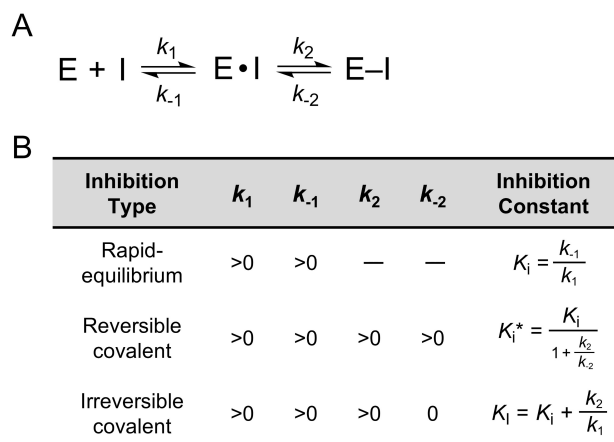 A
E + I k₁ k₋₁ E•I k₂ k₋₂ E–I
B
Inhibition Type k₁ k₋₁ k₂ k₋₂ Inhibition Constant
Rapid-
equilibrium >0 >0 — — Kᵢ = k₋₁/k₁
Reversible
covalent >0 >0 >0 >0 Kᵢ* = Kᵢ/(1+k₂/k₋₂)
Irreversible
covalent >0 >0 >0 0 K_I = Kᵢ + k₂/k₁